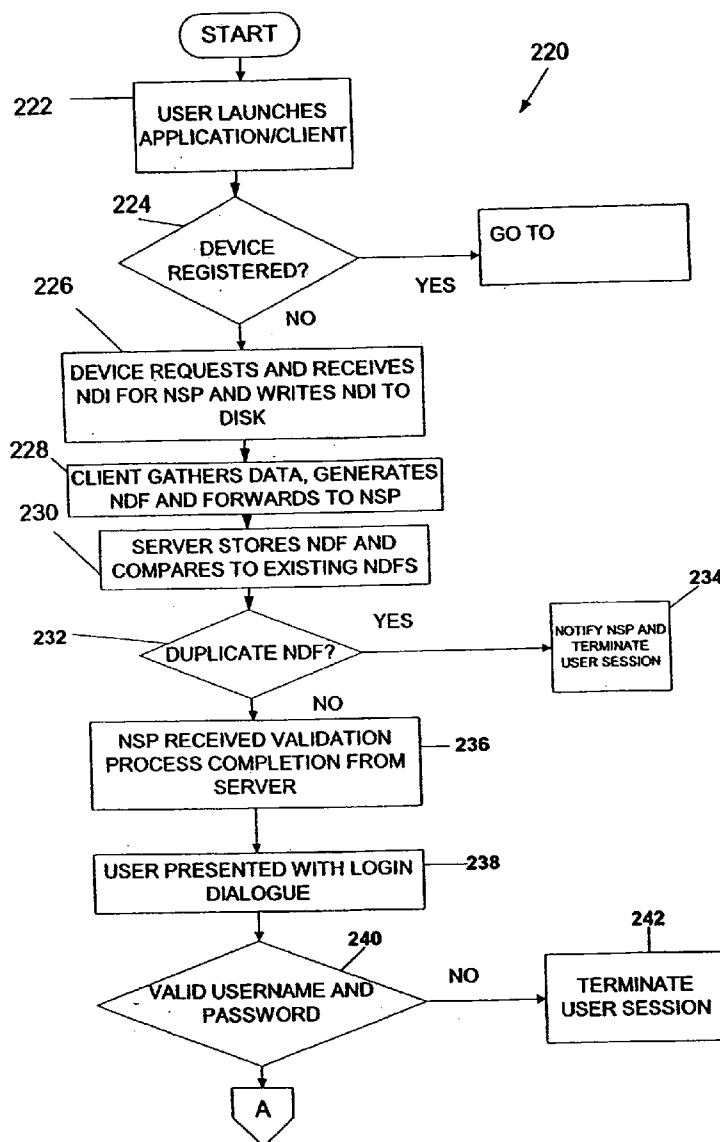 START
220
222
USER LAUNCHES
APPLICATION/CLIENT
224
DEVICE
REGISTERED?
GO TO
YES
226
NO
DEVICE REQUESTS AND RECEIVES
NDI FOR NSP AND WRITES NDI TO
DISK
228
CLIENT GATHERS DATA, GENERATES
NDF AND FORWARDS TO NSP
230
SERVER STORES NDF AND
COMPARES TO EXISTING NDFS
234
232
DUPLICATE NDF?
YES
NOTIFY NSP AND
TERMINATE
USER SESSION
NO
NSP RECEIVED VALIDATION
PROCESS COMPLETION FROM
SERVER
236
USER PRESENTED WITH LOGIN
DIALOGUE
238
240
242
VALID USERNAME AND
PASSWORD
NO
TERMINATE
USER SESSION
A